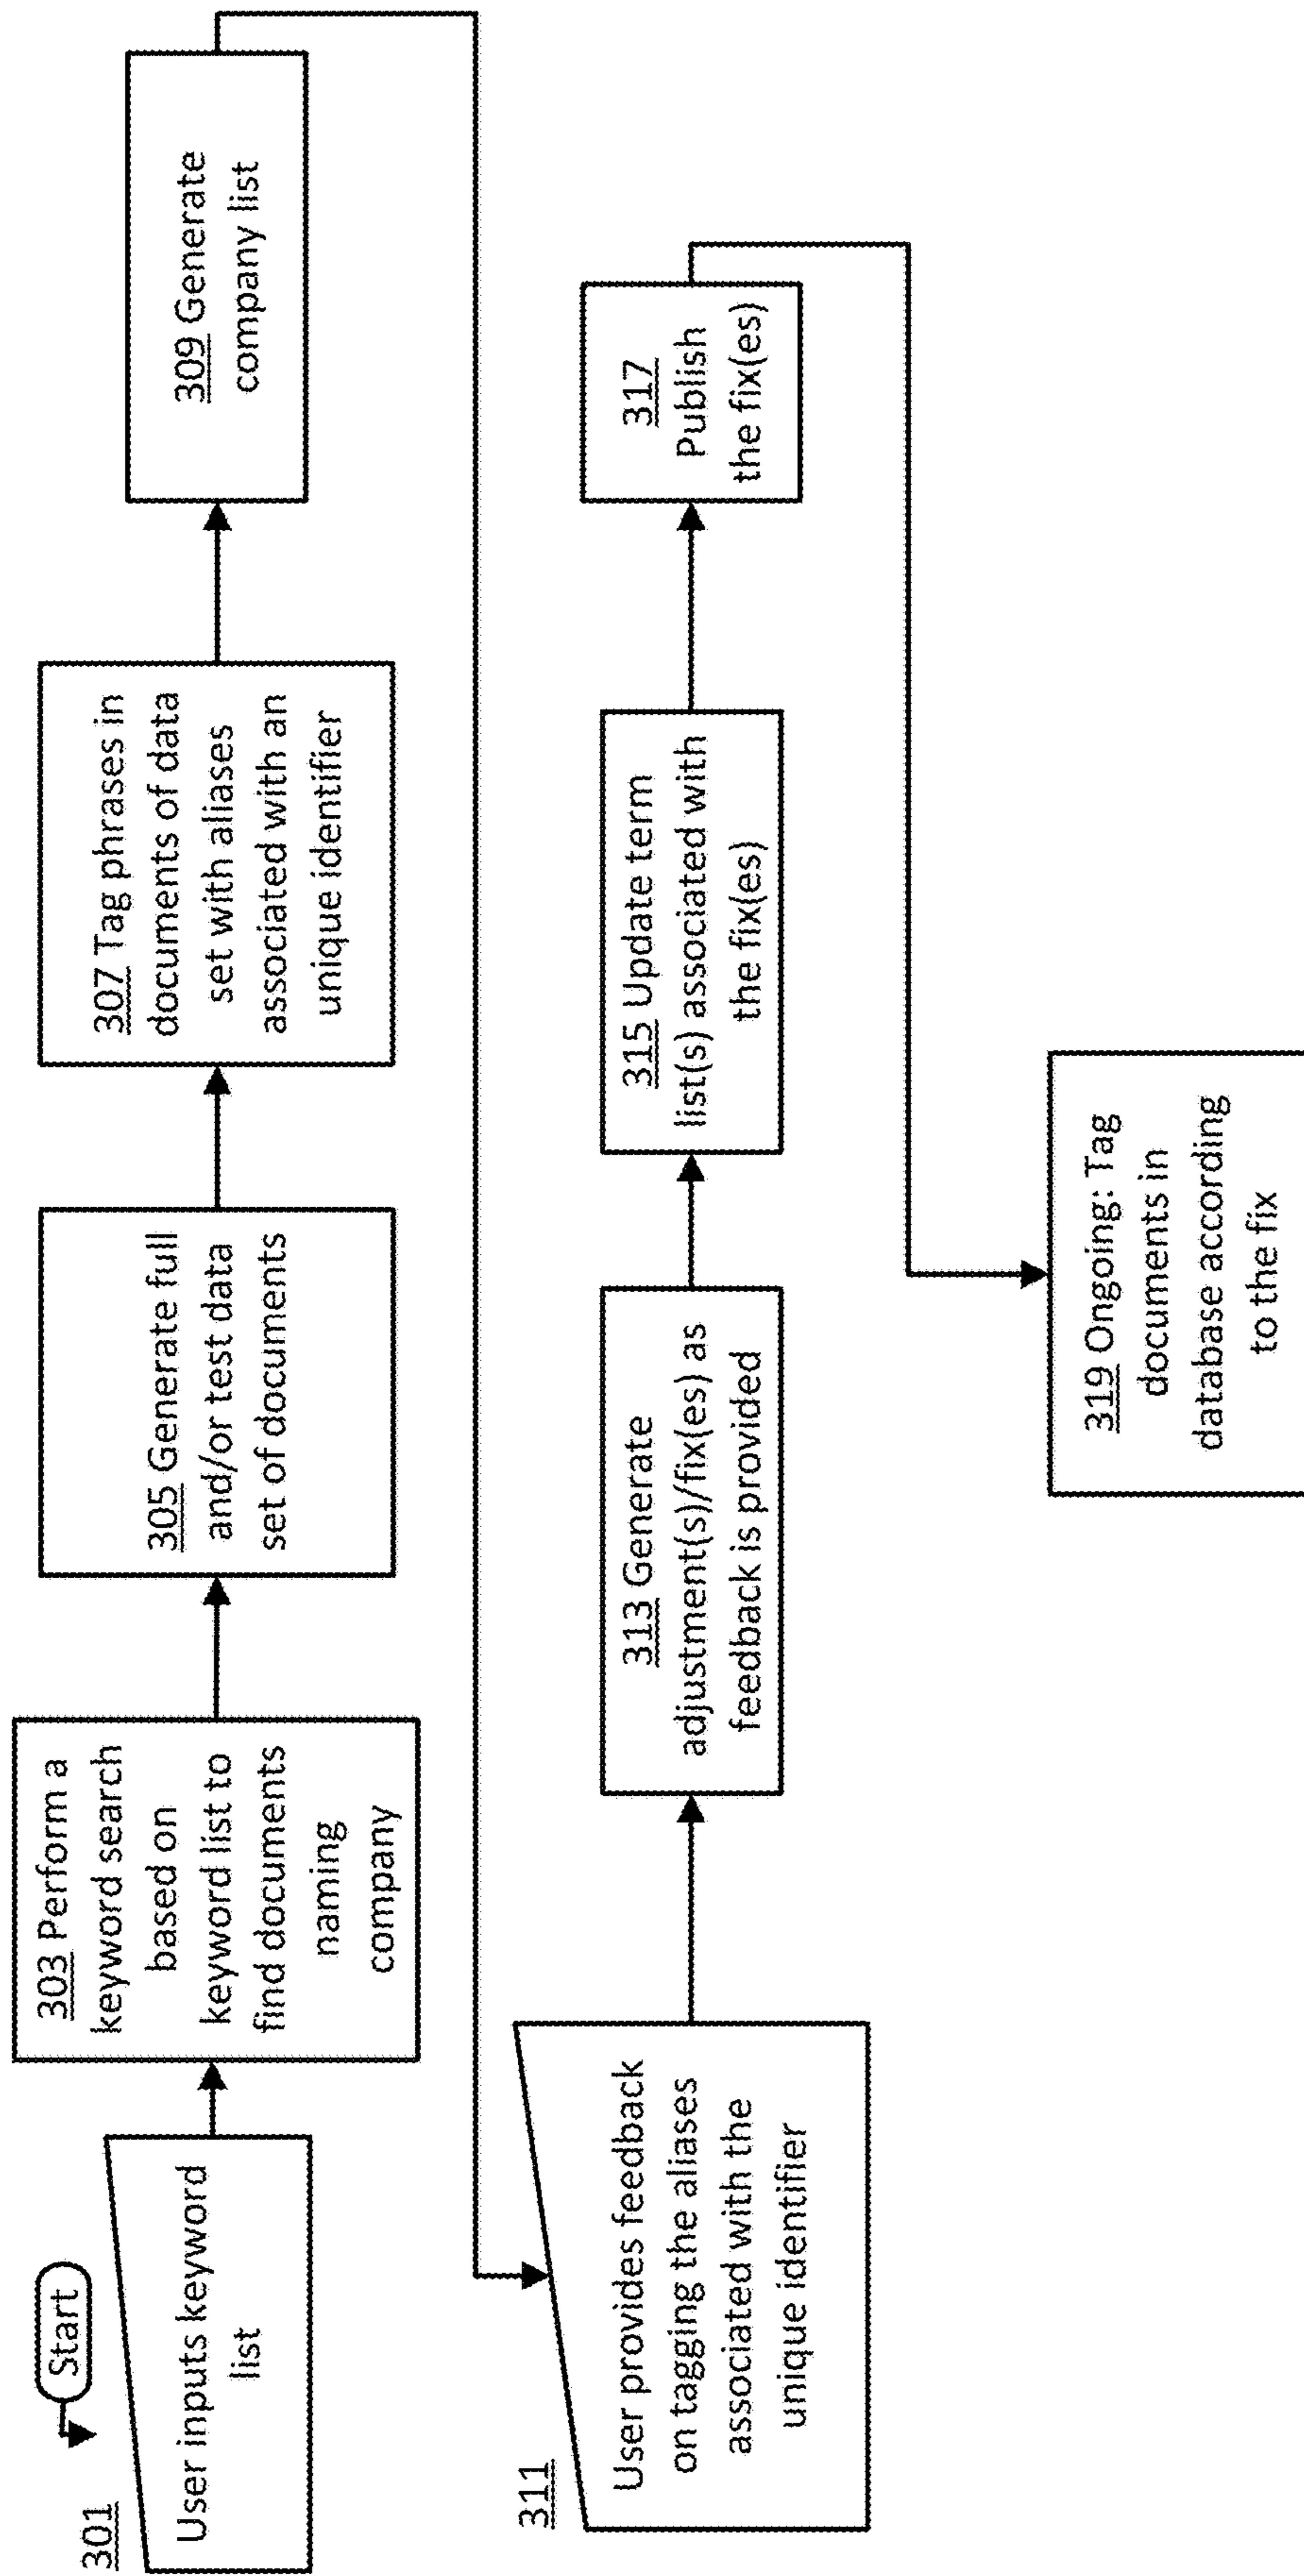 Start
301
User inputs keyword
list
303 Perform a
keyword search
based on
keyword list to
find documents
naming
company
305 Generate full
and/or test data
set of documents
307 Tag phrases in
documents of data
set with aliases
associated with an
unique identifier
309 Generate
company list
311
User provides feedback
on tagging the aliases
associated with the
unique identifier
313 Generate
adjustment(s)/fix(es) as
feedback is provided
315 Update term
list(s) associated with
the fix(es)
317
Publish
the fix(es)
319 Ongoing: Tag
documents in
database according
to the fix